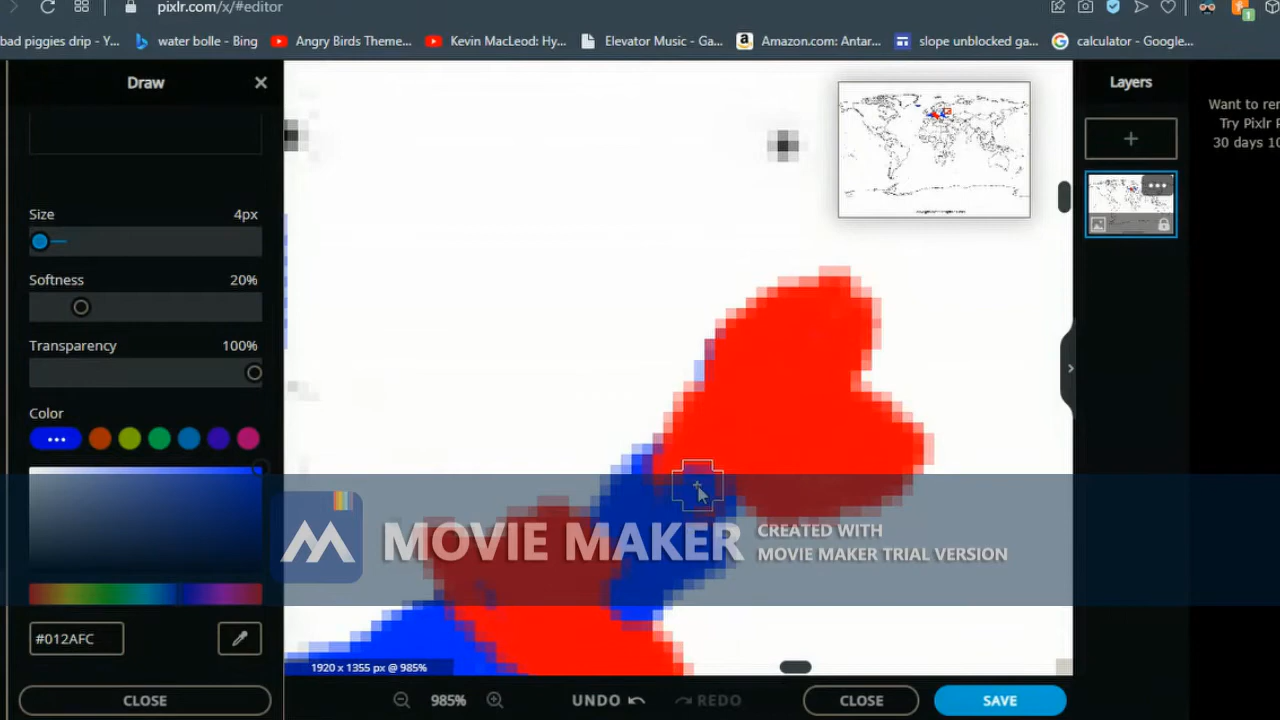 pixlr.com/x/#editor
1
bad piggies drip - Y...
water bolle - Bing
Angry Birds Theme...
Kevin MacLeod: Hy...
Elevator Music - Ga...
Amazon.com: Antar...
slope unblocked ga...
calculator - Google...
Draw
Layers
Want to rem
Try Pixlr P
30 days 10
Size 4px
Softness 20%
Transparency 100%
Color
MOVIE MAKER
CREATED WITH
MOVIE MAKER TRIAL VERSION
#012AFC
1920 x 1355 px @ 985%
CLOSE
985%
UNDO
REDO
CLOSE
SAVE